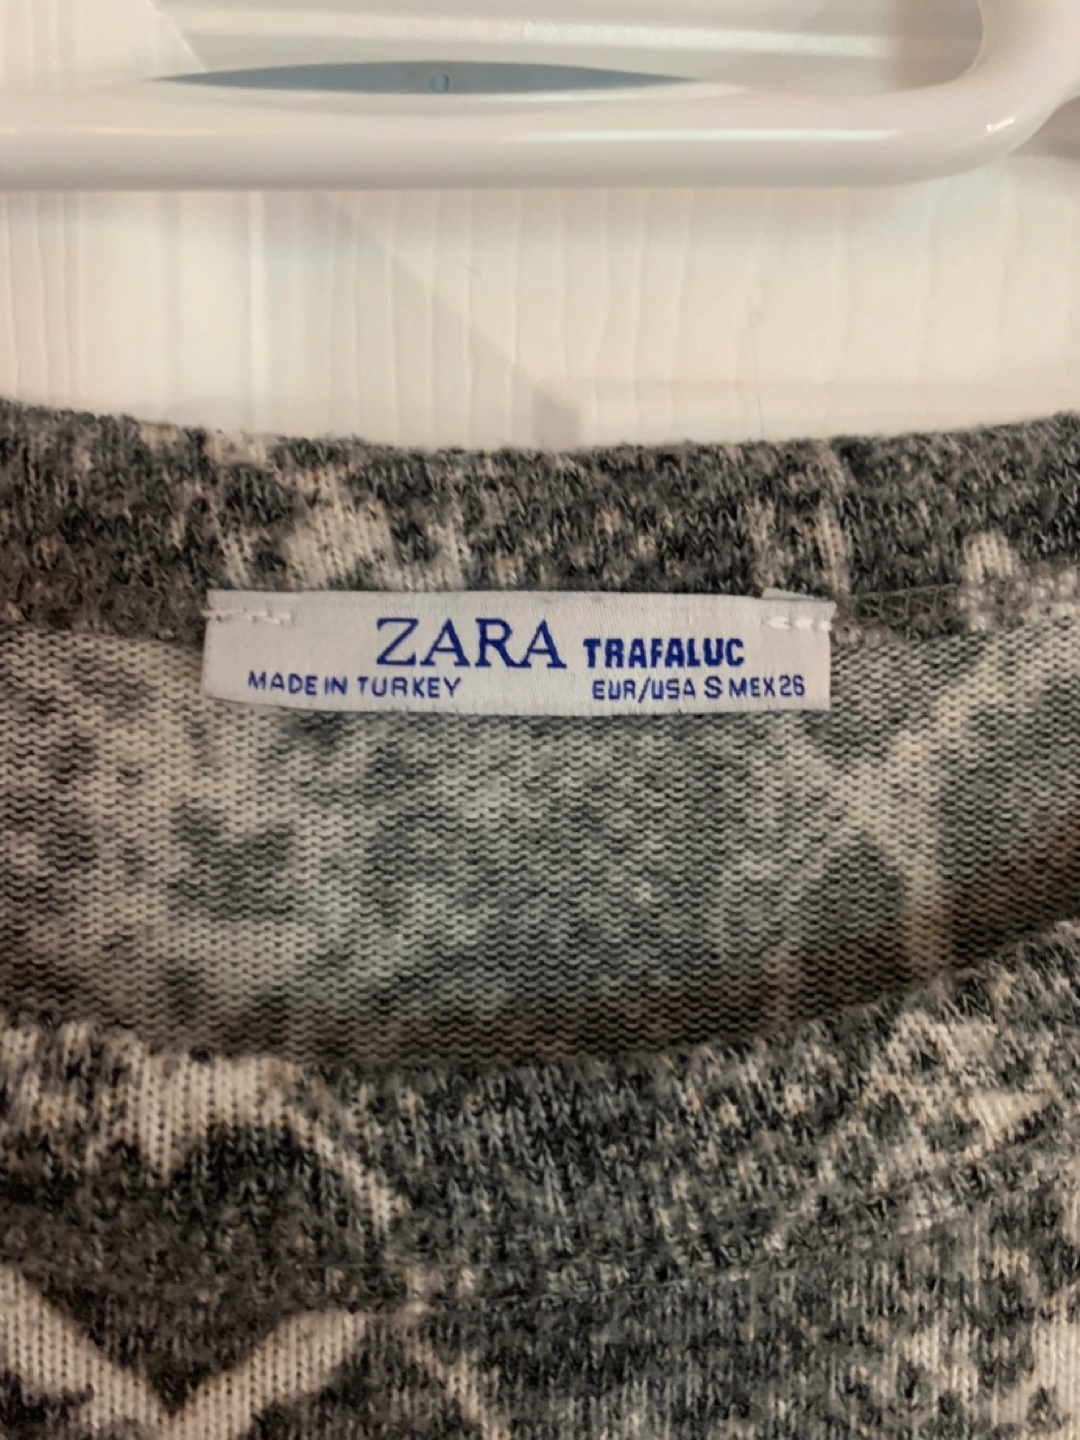 ZARA TRAFALUC
MADE IN TURKEY EUR/USA S MEX 26